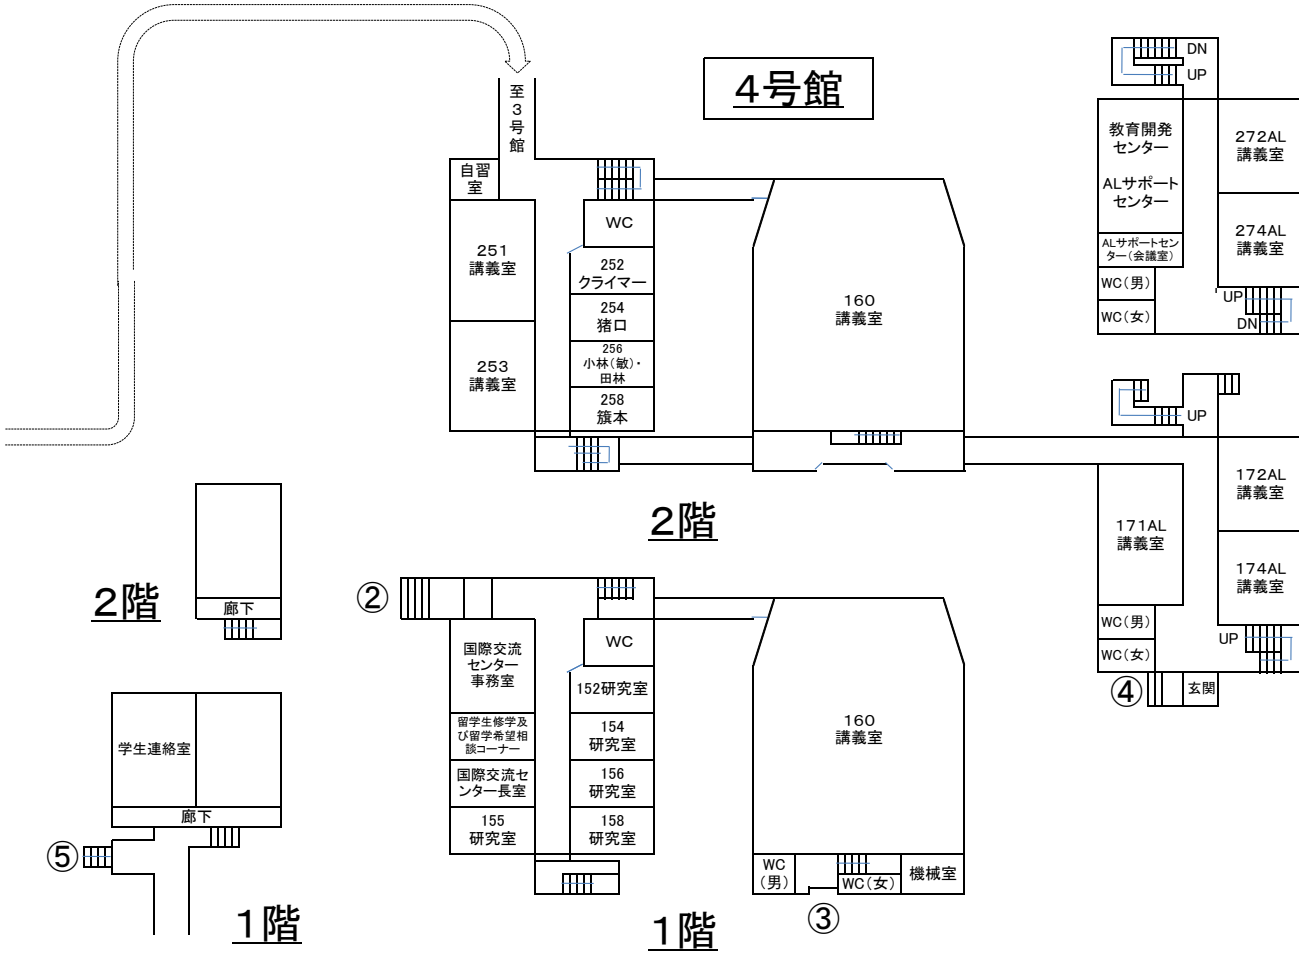 4号館
至
3
号
館
自習
室
251
講義室
253
講義室
WC
252
クライマー
254
猪口
256
小林(敏)・
田林
258
簱本
160
講義室
2階
DN
UP
教育開発
センター
ALサポート
センター
ALサポートセン
ター(会議室)
WC(男)
WC(女)
272AL
講義室
274AL
講義室
UP
DN
UP
171AL
講義室
172AL
講義室
174AL
講義室
WC(男)
WC(女)
UP
④
玄関
2階
廊下
学生連絡室
廊下
⑤
1階
②
国際交流
センター
事務室
留学生修学及
び留学希望相
談コーナー
国際交流セ
ンター長室
155
研究室
WC
152研究室
154
研究室
156
研究室
158
研究室
160
講義室
WC
(男)
WC(女)
機械室
③
1階